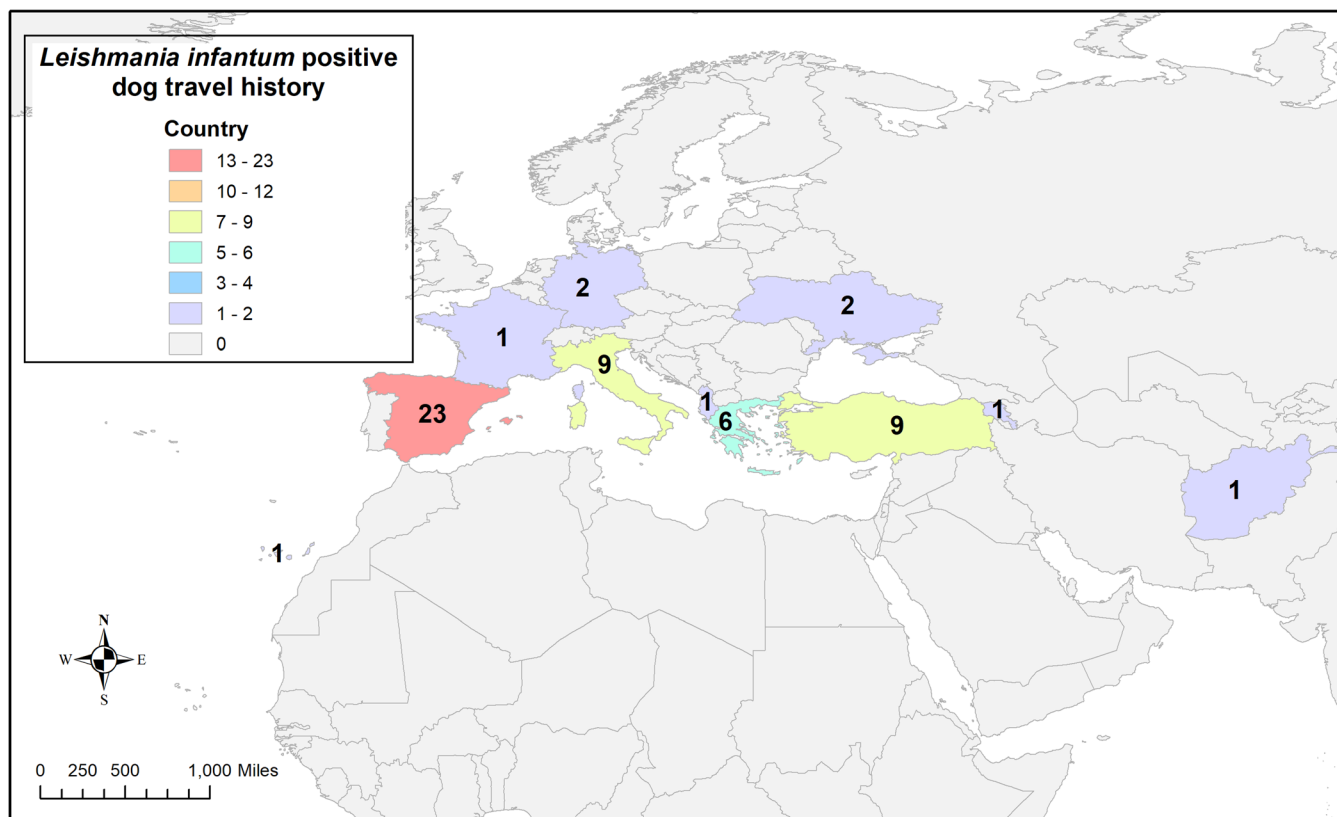 Leishmania infantum positive
dog travel history
Country
13 - 23
10 - 12
7 - 9
5 - 6
3 - 4
1 - 2
0
2
2
1
9
1
23
6
9
1
1
1
N
W E
S
0 250 500 1,000 Miles